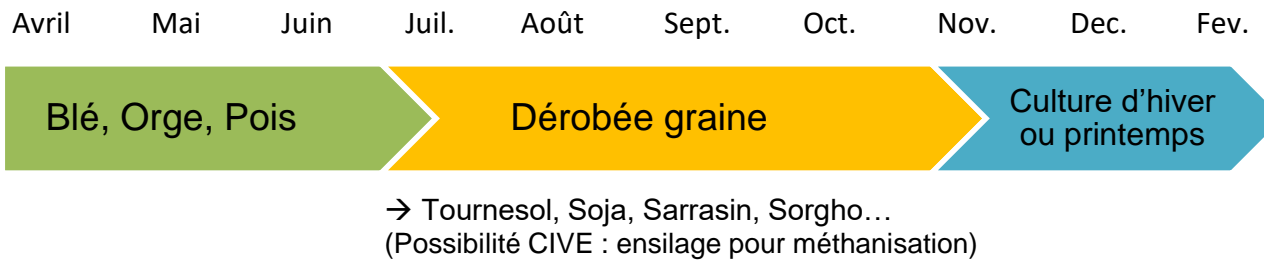 Avril Mai Juin Juil. Août Sept. Oct. Nov. Dec. Fev.
Blé, Orge, Pois
Dérobée graine
Culture d'hiver
ou printemps
→ Tournesol, Soja, Sarrasin, Sorgho…
(Possibilité CIVE : ensilage pour méthanisation)